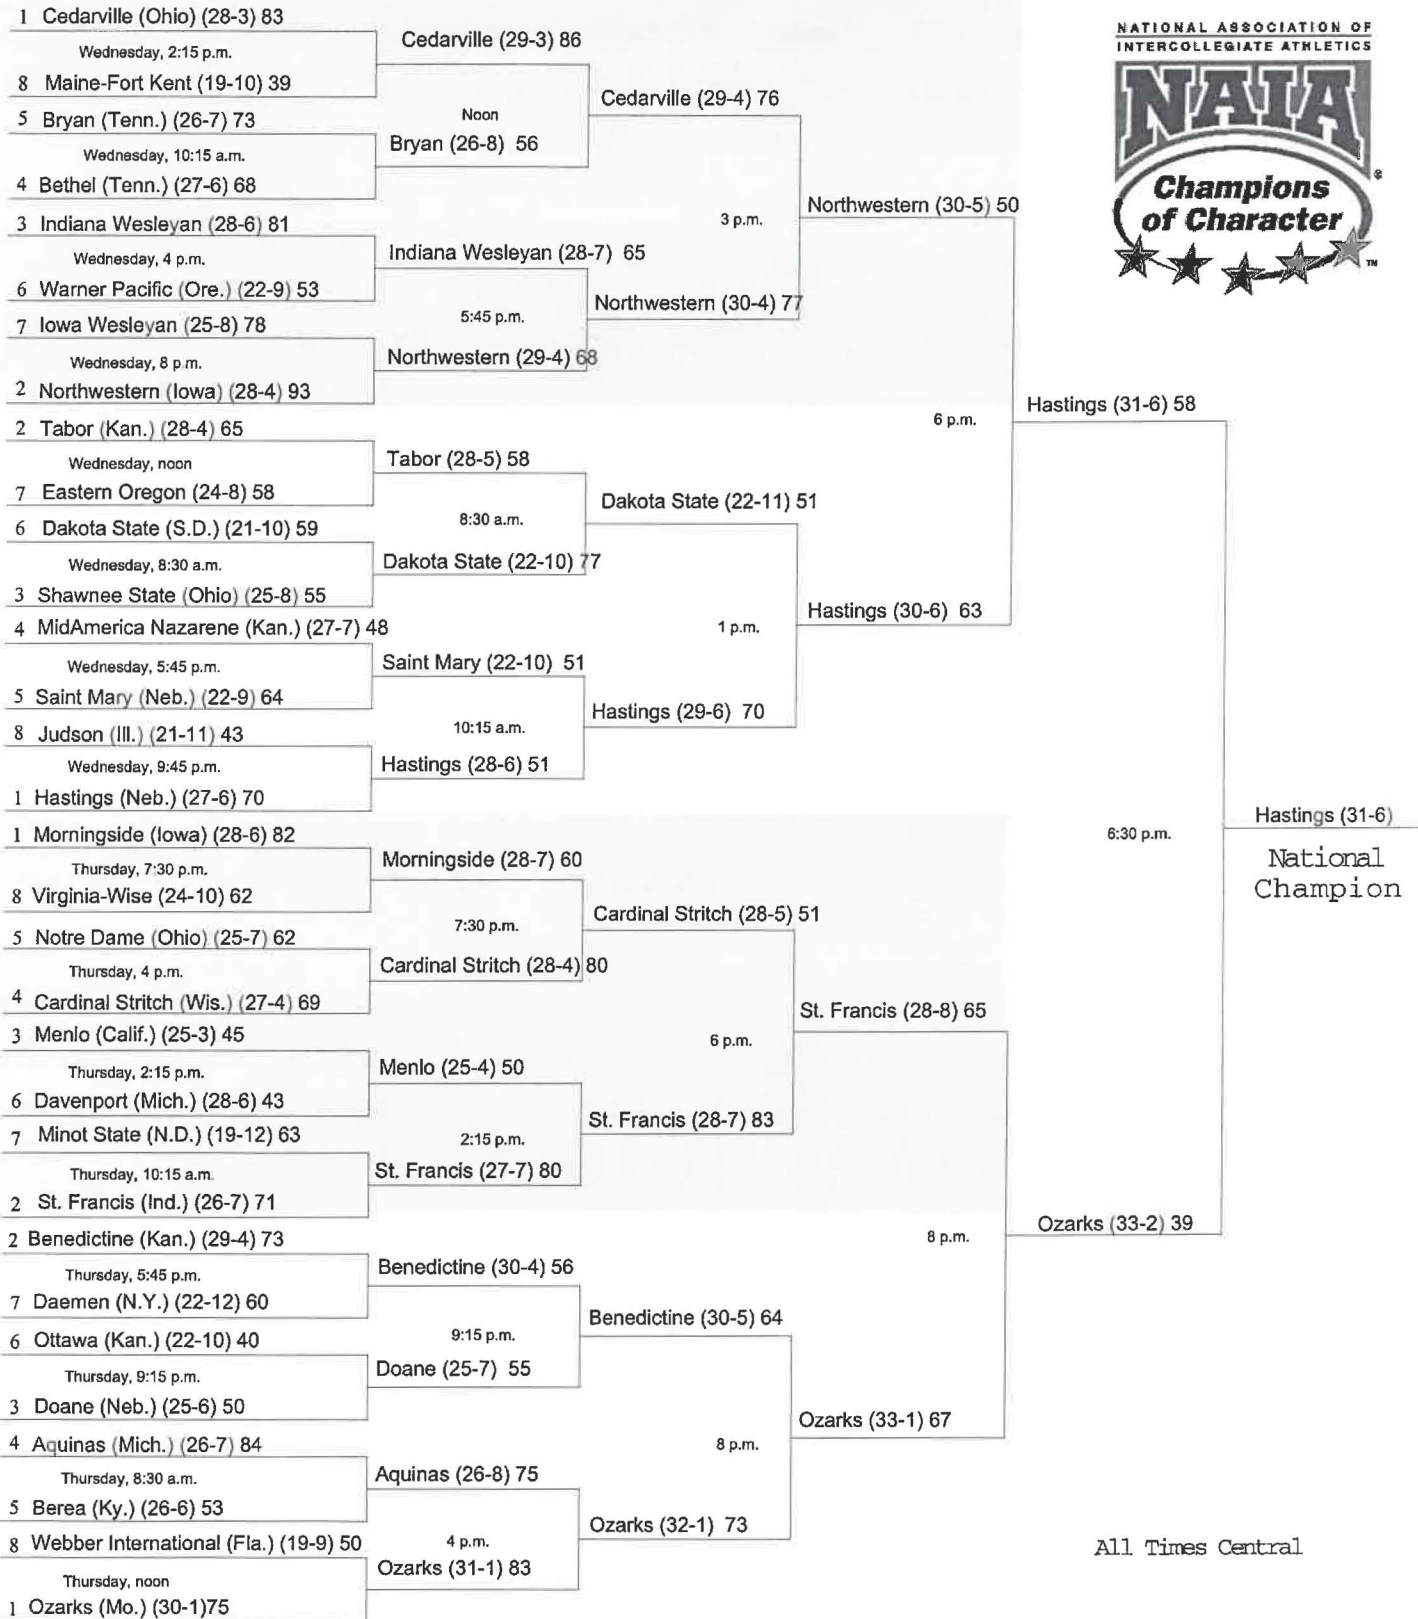 1 Cedarville (Ohio) (28-3) 83
Wednesday, 2:15 p.m.
8 Maine-Fort Kent (19-10) 39
5 Bryan (Tenn.) (26-7) 73
Wednesday, 10:15 a.m.
4 Bethel (Tenn.) (27-6) 68
3 Indiana Wesleyan (28-6) 81
Wednesday, 4 p.m.
6 Warner Pacific (Ore.) (22-9) 53
7 Iowa Wesleyan (25-8) 78
Wednesday, 8 p.m.
2 Northwestern (Iowa) (28-4) 93
2 Tabor (Kan.) (28-4) 65
Wednesday, noon
7 Eastern Oregon (24-8) 58
6 Dakota State (S.D.) (21-10) 59
Wednesday, 8:30 a.m.
3 Shawnee State (Ohio) (25-8) 55
4 MidAmerica Nazarene (Kan.) (27-7) 48
Wednesday, 5:45 p.m.
5 Saint Mary (Neb.) (22-9) 64
8 Judson (Ill.) (21-11) 43
Wednesday, 9:45 p.m.
1 Hastings (Neb.) (27-6) 70
1 Morningside (Iowa) (28-6) 82
Thursday, 7:30 p.m.
8 Virginia-Wise (24-10) 62
5 Notre Dame (Ohio) (25-7) 62
Thursday, 4 p.m.
4 Cardinal Stritch (Wis.) (27-4) 69
3 Menlo (Calif.) (25-3) 45
Thursday, 2:15 p.m.
6 Davenport (Mich.) (28-6) 43
7 Minot State (N.D.) (19-12) 63
Thursday, 10:15 a.m.
2 St. Francis (Ind.) (26-7) 71
2 Benedictine (Kan.) (29-4) 73
Thursday, 5:45 p.m.
7 Daemen (N.Y.) (22-12) 60
6 Ottawa (Kan.) (22-10) 40
Thursday, 9:15 p.m.
3 Doane (Neb.) (25-6) 50
4 Aquinas (Mich.) (26-7) 84
Thursday, 8:30 a.m.
5 Berea (Ky.) (26-6) 53
8 Webber International (Fla.) (19-9) 50
Thursday, noon
1 Ozarks (Mo.) (30-1)75
Cedarville (29-3) 86
Noon
Bryan (26-8) 56
Indiana Wesleyan (28-7) 65
5:45 p.m.
Northwestern (29-4) 68
Tabor (28-5) 58
8:30 a.m.
Dakota State (22-10) 77
Saint Mary (22-10) 51
10:15 a.m.
Hastings (28-6) 51
Morningside (28-7) 60
7:30 p.m.
Cardinal Stritch (28-4) 80
Menlo (25-4) 50
2:15 p.m.
St. Francis (27-7) 80
Benedictine (30-4) 56
9:15 p.m.
Doane (25-7) 55
Aquinas (26-8) 75
4 p.m.
Ozarks (31-1) 83
Cedarville (29-4) 76
3 p.m.
Northwestern (30-4) 77
Dakota State (22-11) 51
1 p.m.
Hastings (29-6) 70
Cardinal Stritch (28-5) 51
6 p.m.
St. Francis (28-7) 83
Benedictine (30-5) 64
8 p.m.
Ozarks (32-1) 73
Northwestern (30-5) 50
6 p.m.
Hastings (30-6) 63
St. Francis (28-8) 65
8 p.m.
Ozarks (33-1) 67
Hastings (31-6) 58
6:30 p.m.
Ozarks (33-2) 39
Hastings (31-6)
National
Champion
NATIONAL ASSOCIATION OF
INTERCOLLEGIATE ATHLETICS
NAIA®
Champions
of Character
TM
All Times Central